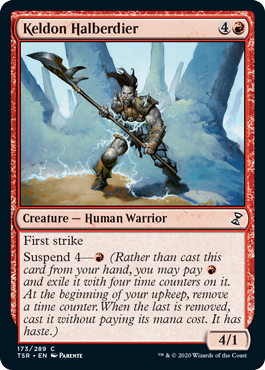 Keldon Halberdier 4
Creature — Human Warrior
First strike
Suspend 4— (Rather than cast this
card from your hand, you may pay
and exile it with four time counters on it.
At the beginning of your upkeep, remove
a time counter. When the last is removed,
cast it without paying its mana cost. It has
haste.)
4/1
173/289 C
TSR • EN Parente
™ & © 2020 Wizards of the Coast